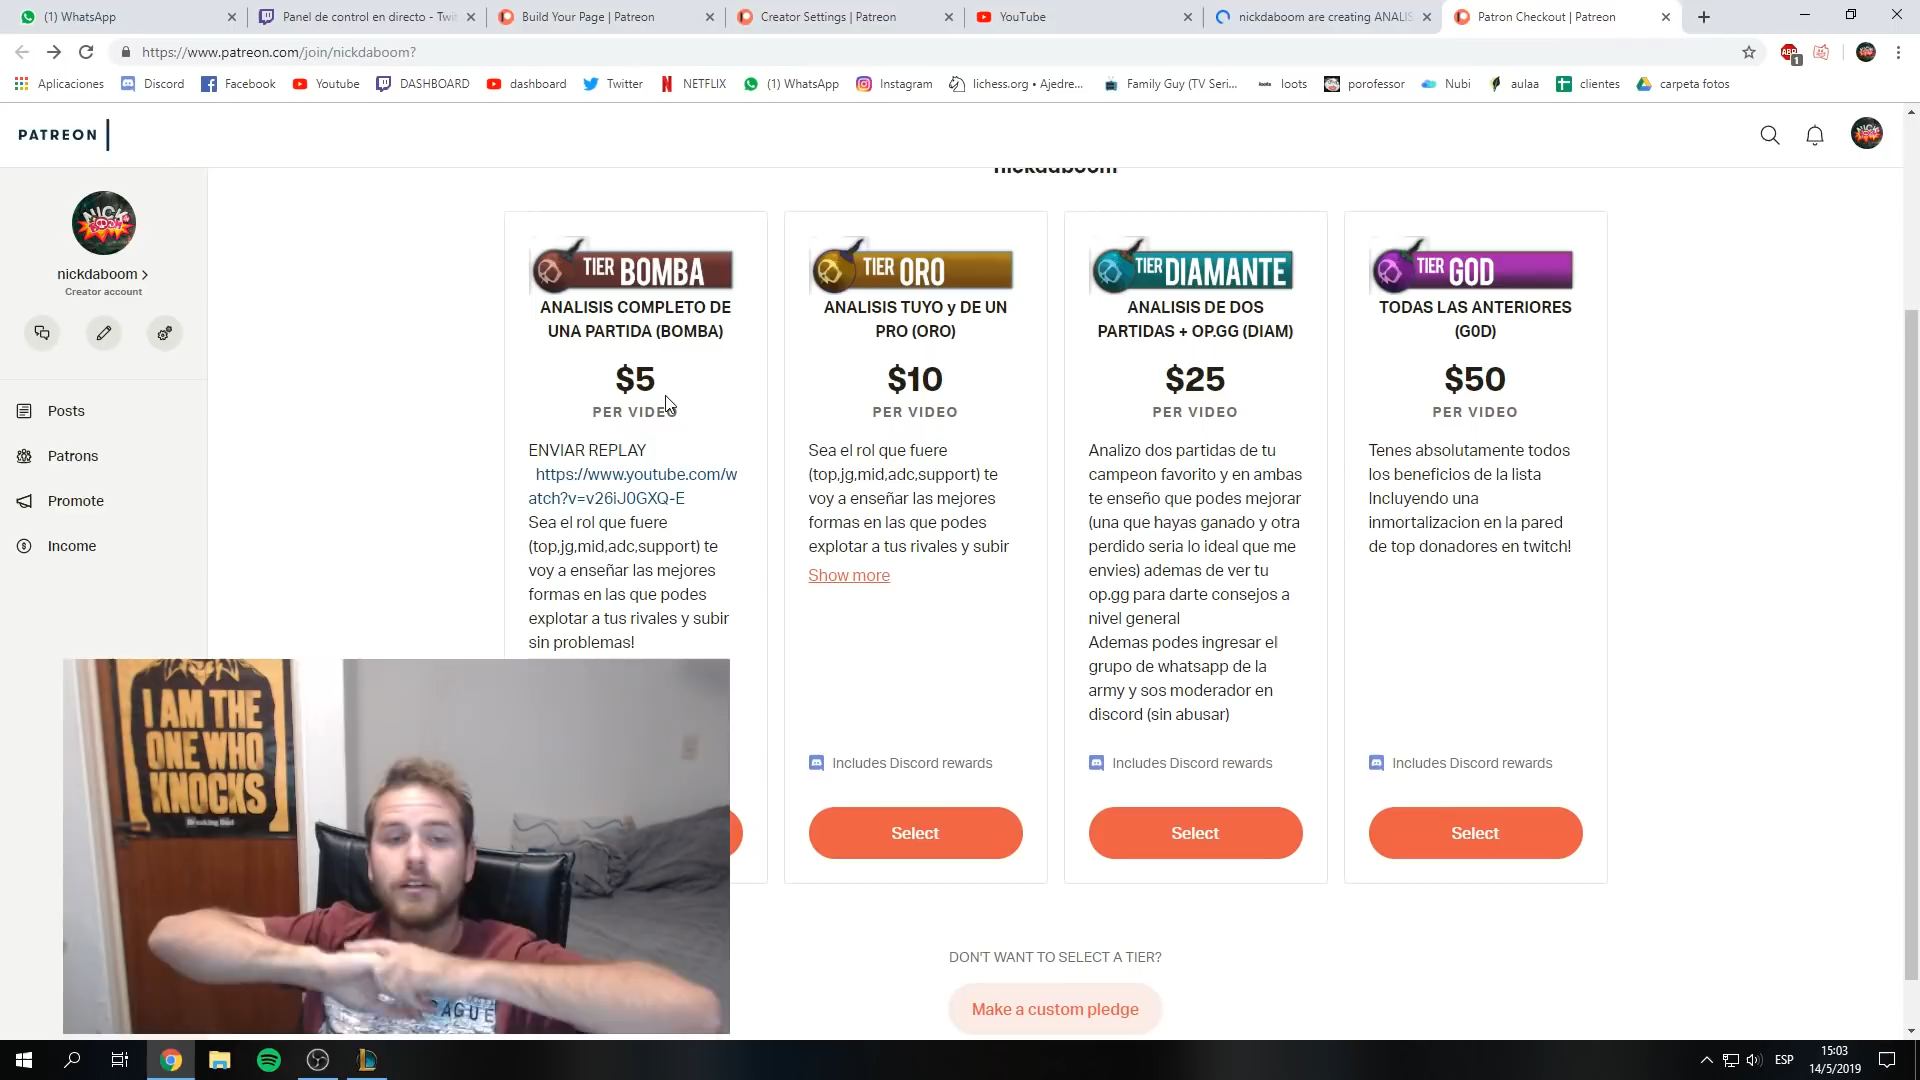 (1) WhatsApp
Panel de control en directo - Twi
Build Your Page | Patreon
Creator Settings | Patreon
YouTube
nickdaboom are creating ANALIS
Patron Checkout | Patreon
https://www.patreon.com/join/nickdaboom?
ABP
1
Aplicaciones
Discord
Facebook
Youtube
DASHBOARD
dashboard
Twitter
NETFLIX
(1) WhatsApp
Instagram
lichess.org • Ajedre...
Family Guy (TV Seri...
loots
porofessor
Nubi
aulaa
clientes
carpeta fotos
PATREON
nickdaboom
nickdaboom
Creator account
Posts
Patrons
Promote
Income
TIER BOMBA
ANALISIS COMPLETO DE
UNA PARTIDA (BOMBA)
$5
PER VIDEO
ENVIAR REPLAY
https://www.youtube.com/w
atch?v=v26iJ0GXQ-E
Sea el rol que fuere
(top,jg,mid,adc,support) te
voy a enseñar las mejores
formas en las que podes
explotar a tus rivales y subir
sin problemas!
TIER ORO
ANALISIS TUYO y DE UN
PRO (ORO)
$10
PER VIDEO
Sea el rol que fuere
(top,jg,mid,adc,support) te
voy a enseñar las mejores
formas en las que podes
explotar a tus rivales y subir
Show more
Includes Discord rewards
Select
TIER DIAMANTE
ANALISIS DE DOS
PARTIDAS + OP.GG (DIAM)
$25
PER VIDEO
Analizo dos partidas de tu
campeon favorito y en ambas
te enseño que podes mejorar
(una que hayas ganado y otra
perdido seria lo ideal que me
envies) ademas de ver tu
op.gg para darte consejos a
nivel general
Ademas podes ingresar el
grupo de whatsapp de la
army y sos moderador en
discord (sin abusar)
Includes Discord rewards
Select
TIER GOD
TODAS LAS ANTERIORES
(G0D)
$50
PER VIDEO
Tenes absolutamente todos
los beneficios de la lista
Incluyendo una
inmortalizacion en la pared
de top donadores en twitch!
Includes Discord rewards
Select
DON'T WANT TO SELECT A TIER?
Make a custom pledge
I AM THE
ONE WHO
KNOCKS
Breaking Bad
ESP
15:03
14/5/2019